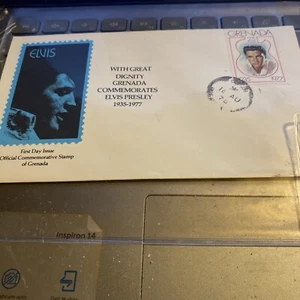 ELVIS
WITH GREAT
DIGNITY
GRENADA
COMMEMORATES
ELVIS PRESLEY
1935-1977
GRENADA
1977
First Day Issue
Official Commemorative Stamp
of Grenada
Inspiron 14